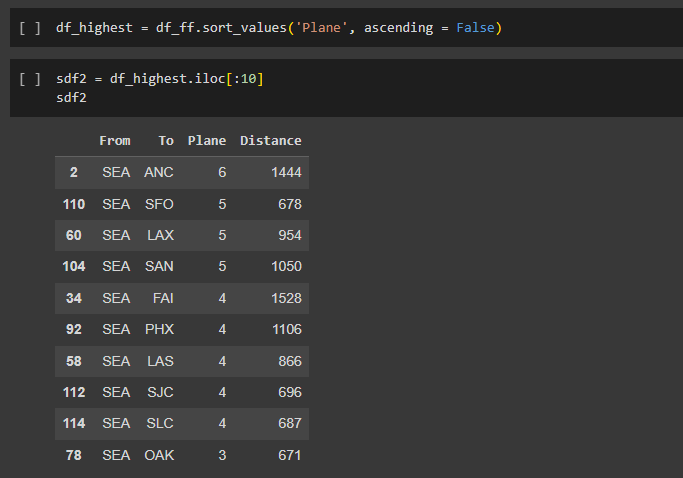 [ ] df_highest = df_ff.sort_values('Plane', ascending = False)
[ ] sdf2 = df_highest.iloc[:10]
sdf2
From To Plane Distance
2 SEA ANC 6 1444
110 SEA SFO 5 678
60 SEA LAX 5 954
104 SEA SAN 5 1050
34 SEA FAI 4 1528
92 SEA PHX 4 1106
58 SEA LAS 4 866
112 SEA SJC 4 696
114 SEA SLC 4 687
78 SEA OAK 3 671